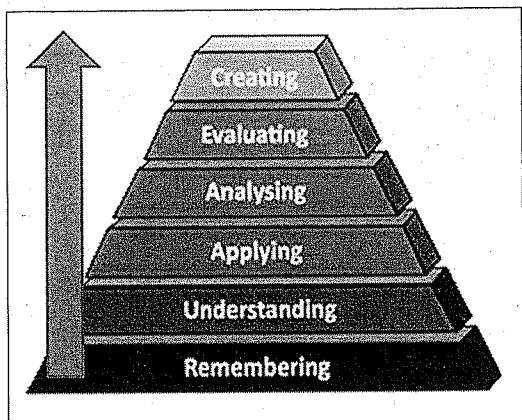 Creating
Evaluating
Analysing
Applying
Understanding
Remembering